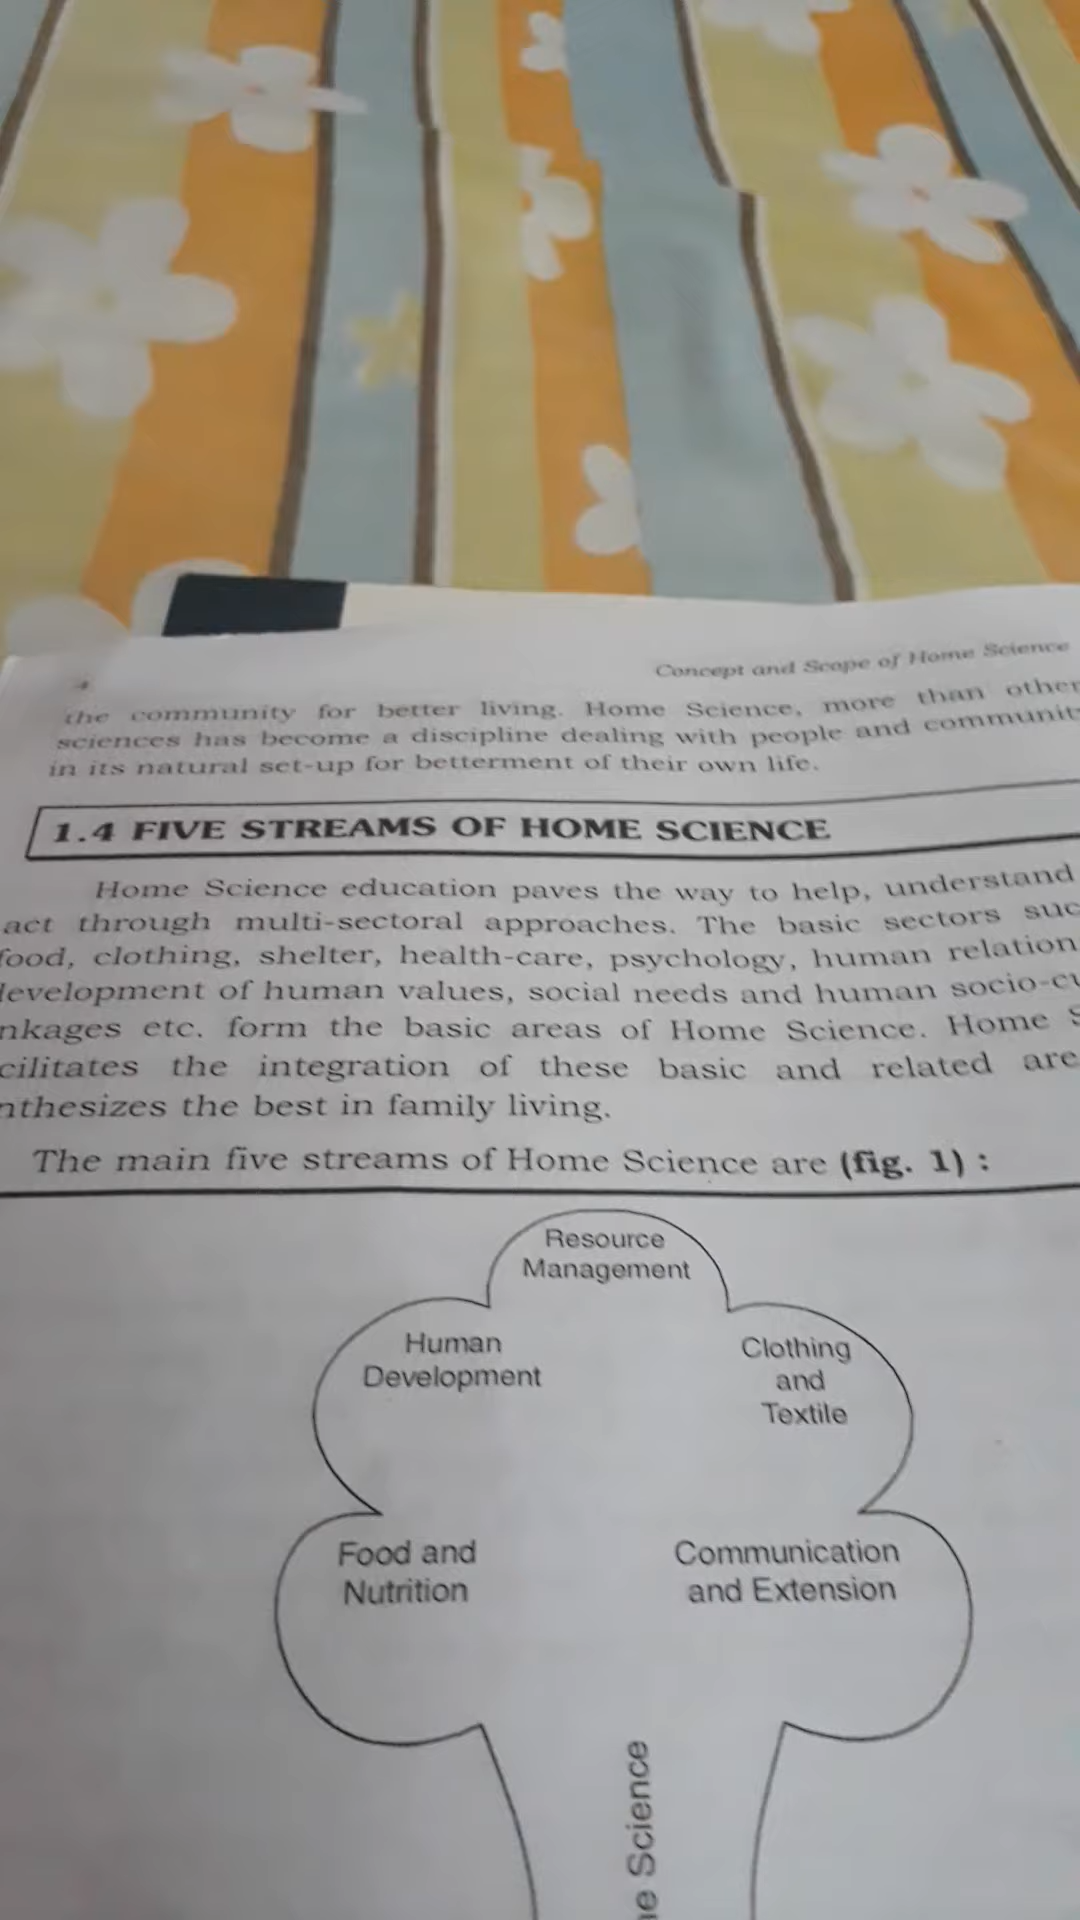 Concept and Scope of Home Science
the community for better living. Home Science, more than other
sciences has become a discipline dealing with people and communit
in its natural set-up for betterment of their own life.
1.4 FIVE STREAMS OF HOME SCIENCE
Home Science education paves the way to help, understand
act through multi-sectoral approaches. The basic sectors suc
food, clothing, shelter, health-care, psychology, human relation
development of human values, social needs and human socio-cu
nkages etc. form the basic areas of Home Science. Home S
cilitates the integration of these basic and related are
nthesizes the best in family living.
The main five streams of Home Science are (fig. 1) :
Resource
Management
Human
Development
Clothing
and
Textile
Food and
Nutrition
Communication
and Extension
ne Science